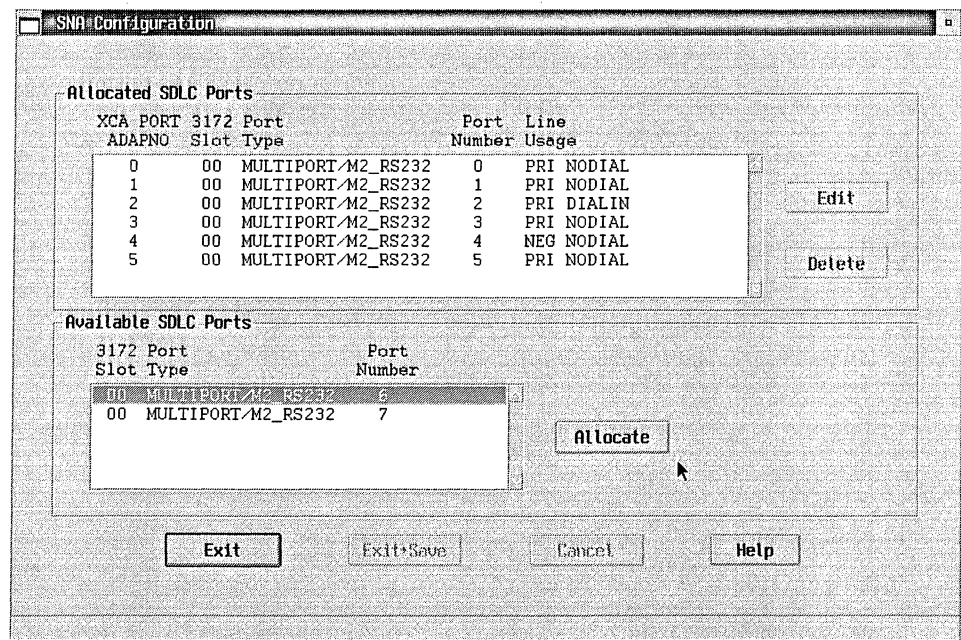 SNA Configuration
Allocated SDLC Ports
XCA PORT 3172 Port Port Line
ADAPNO Slot Type Number Usage
0 00 MULTIPORT/M2_RS232 0 PRI NODIAL
1 00 MULTIPORT/M2_RS232 1 PRI NODIAL
2 00 MULTIPORT/M2_RS232 2 PRI DIALIN
3 00 MULTIPORT/M2_RS232 3 PRI NODIAL
4 00 MULTIPORT/M2_RS232 4 NEG NODIAL
5 00 MULTIPORT/M2_RS232 5 PRI NODIAL
Edit
Delete
Available SDLC Ports
3172 Port Port
Slot Type Number
00 MULTIPORT/M2_RS232 6
00 MULTIPORT/M2_RS232 7
Allocate
Exit Exit+Save Cancel Help